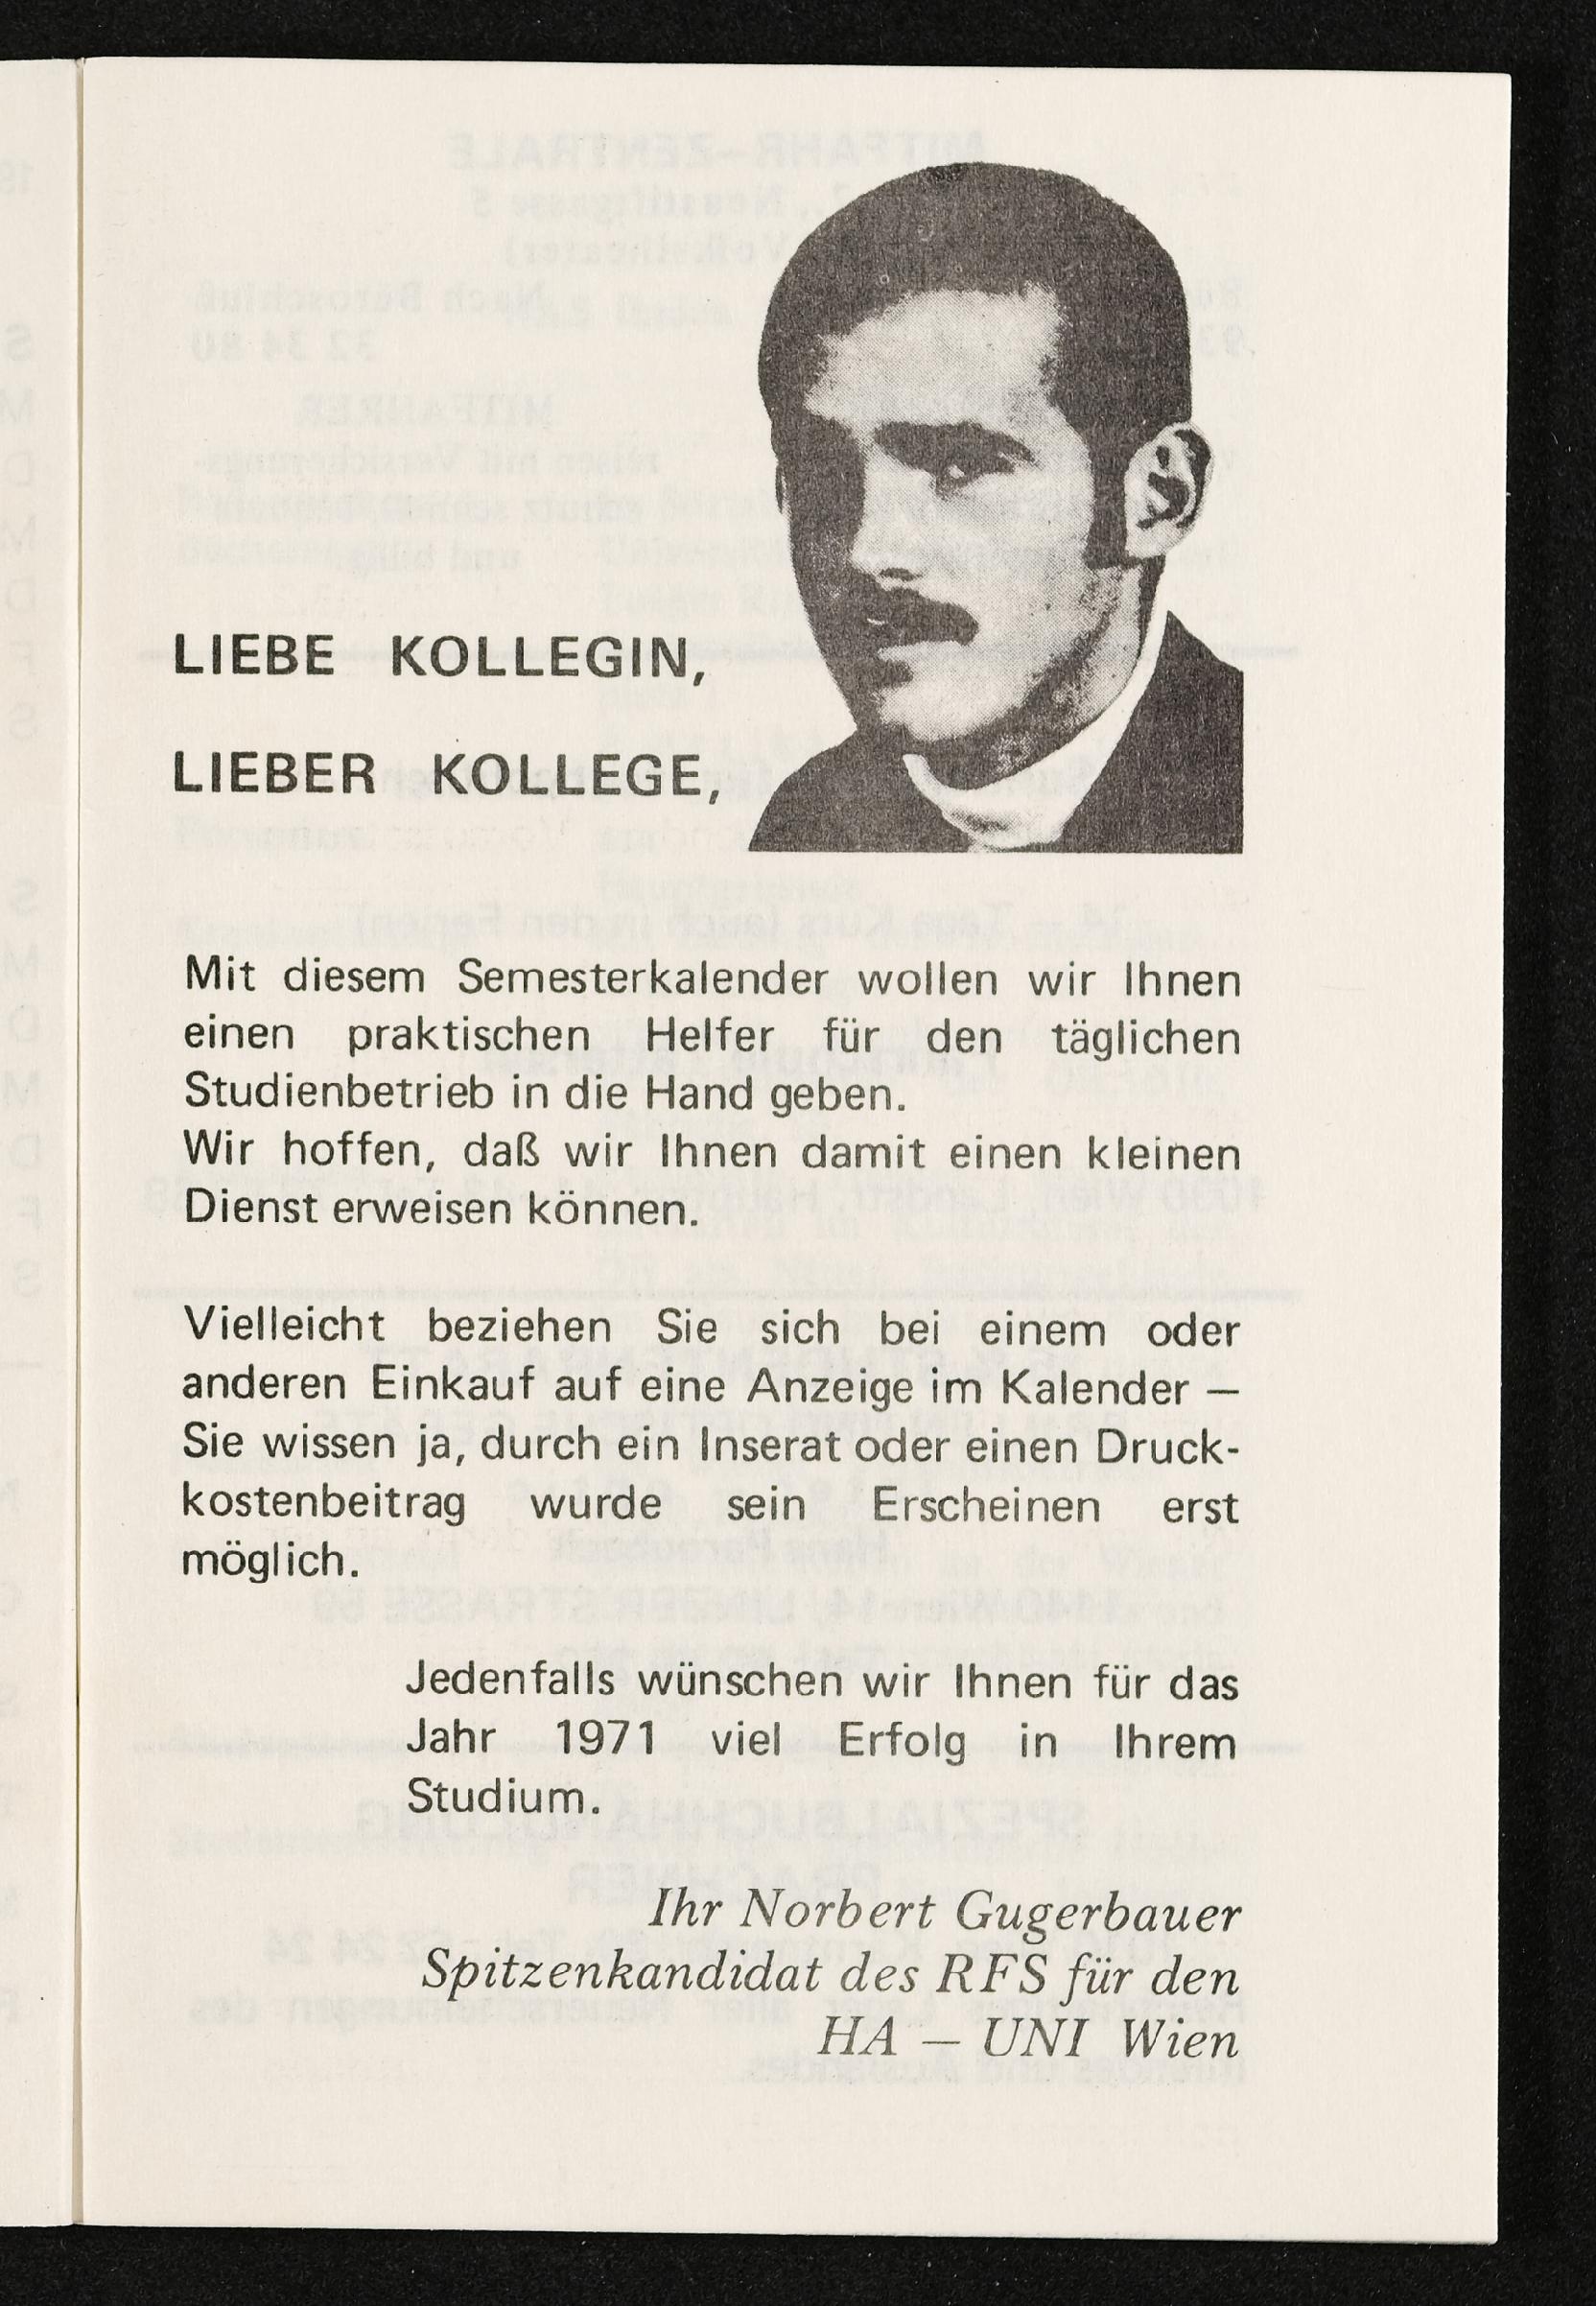 LIEBE KOLLEGIN,
LIEBER KOLLEGE,
Mit diesem Semesterkalender wollen wir Ihnen
einen praktischen Helfer für den täglichen
Studienbetrieb in die Hand geben.
Wir hoffen, daß wir Ihnen damit einen kleinen
Dienst erweisen können.
Vielleicht beziehen Sie sich bei einem oder
anderen Einkauf auf eine Anzeige im Kalender —
Sie wissen ja, durch ein Inserat oder einen Druck-
kostenbeitrag wurde sein Erscheinen erst
möglich.
Jedenfalls wünschen wir Ihnen für das
Jahr 1971 viel Erfolg in Ihrem
Studium.
Ihr Norbert Gugerbauer
Spitzenkandidat des RFS für den
HA — UNI Wien